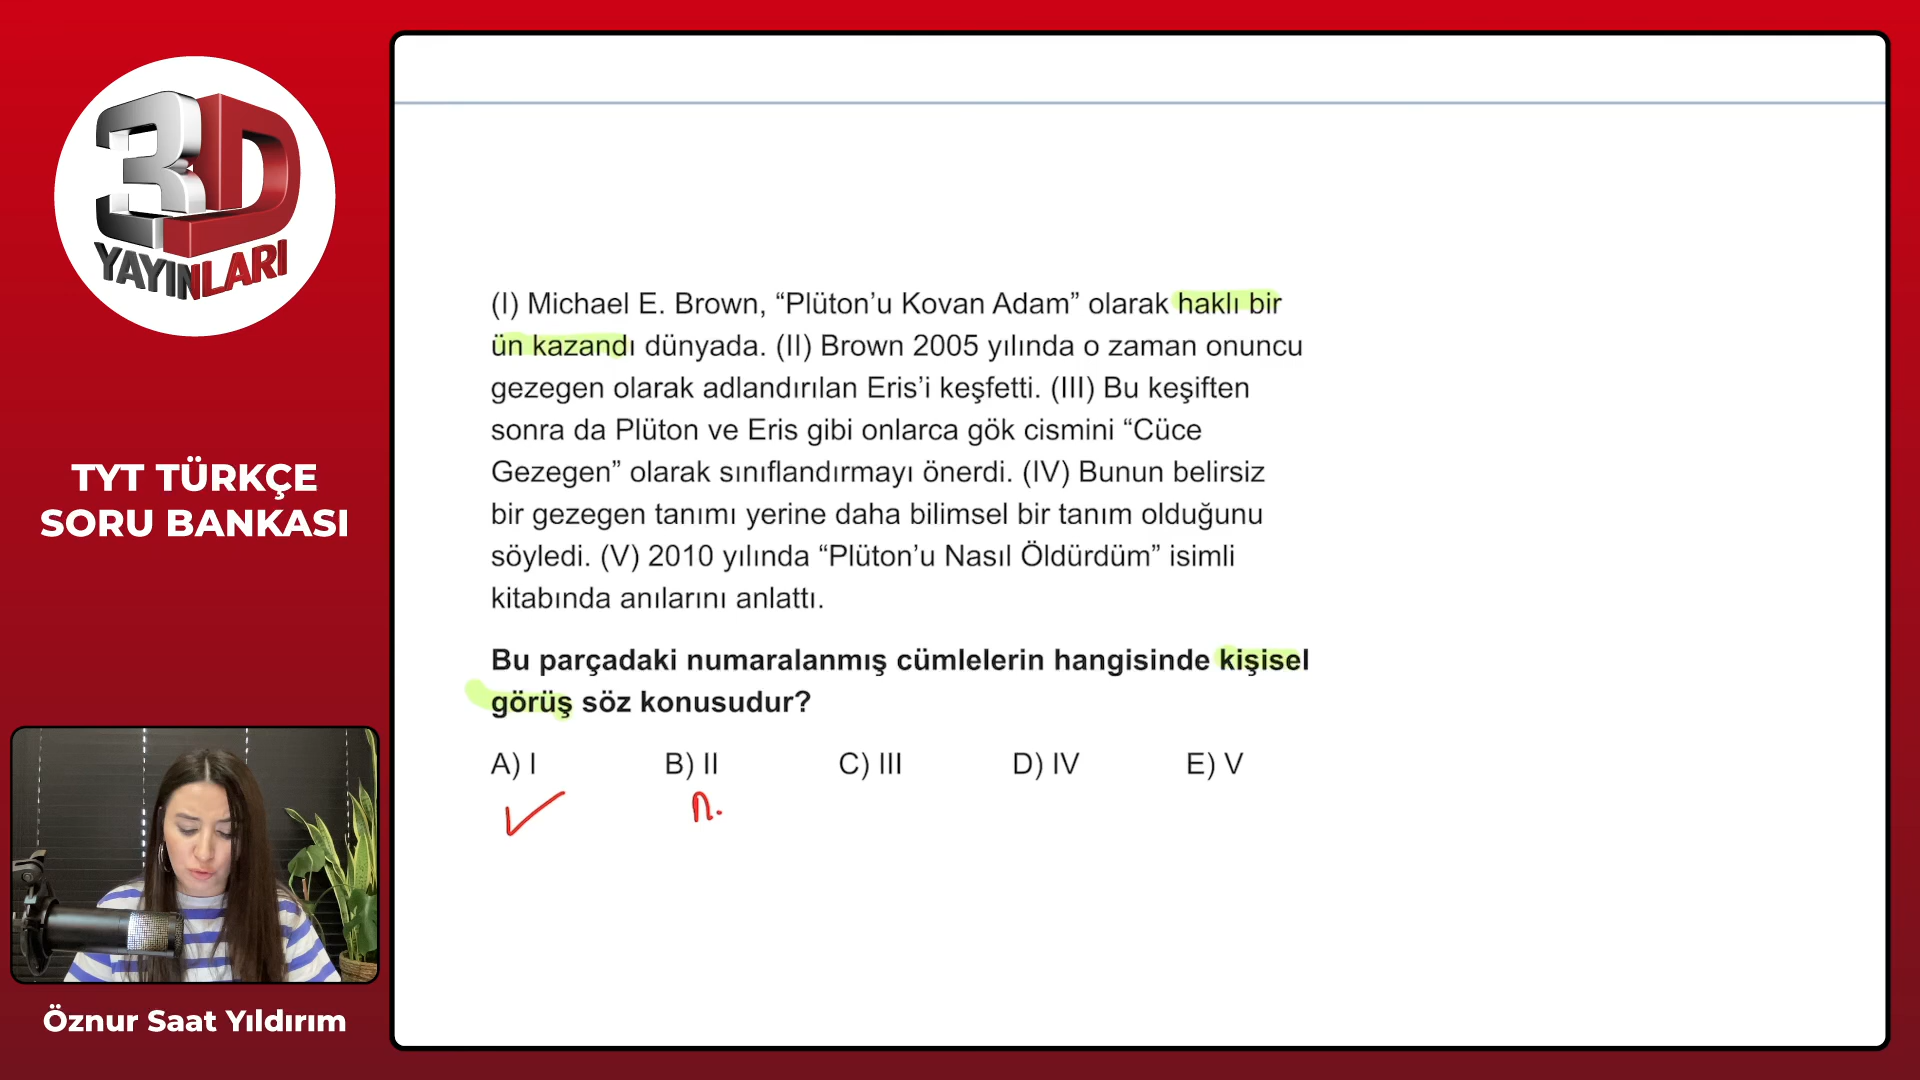 3D
YAYINLARI
TYT TÜRKÇE
SORU BANKASI
Öznur Saat Yıldırım
(I) Michael E. Brown, “Plüton’u Kovan Adam” olarak haklı bir
ün kazandı dünyada. (II) Brown 2005 yılında o zaman onuncu
gezegen olarak adlandırılan Eris’i keşfetti. (III) Bu keşiften
sonra da Plüton ve Eris gibi onlarca gök cismini “Cüce
Gezegen” olarak sınıflandırmayı önerdi. (IV) Bunun belirsiz
bir gezegen tanımı yerine daha bilimsel bir tanım olduğunu
söyledi. (V) 2010 yılında “Plüton’u Nasıl Öldürdüm” isimli
kitabında anılarını anlattı.
Bu parçadaki numaralanmış cümlelerin hangisinde kişisel
görüş söz konusudur?
A) I B) II C) III D) IV E) V
n.